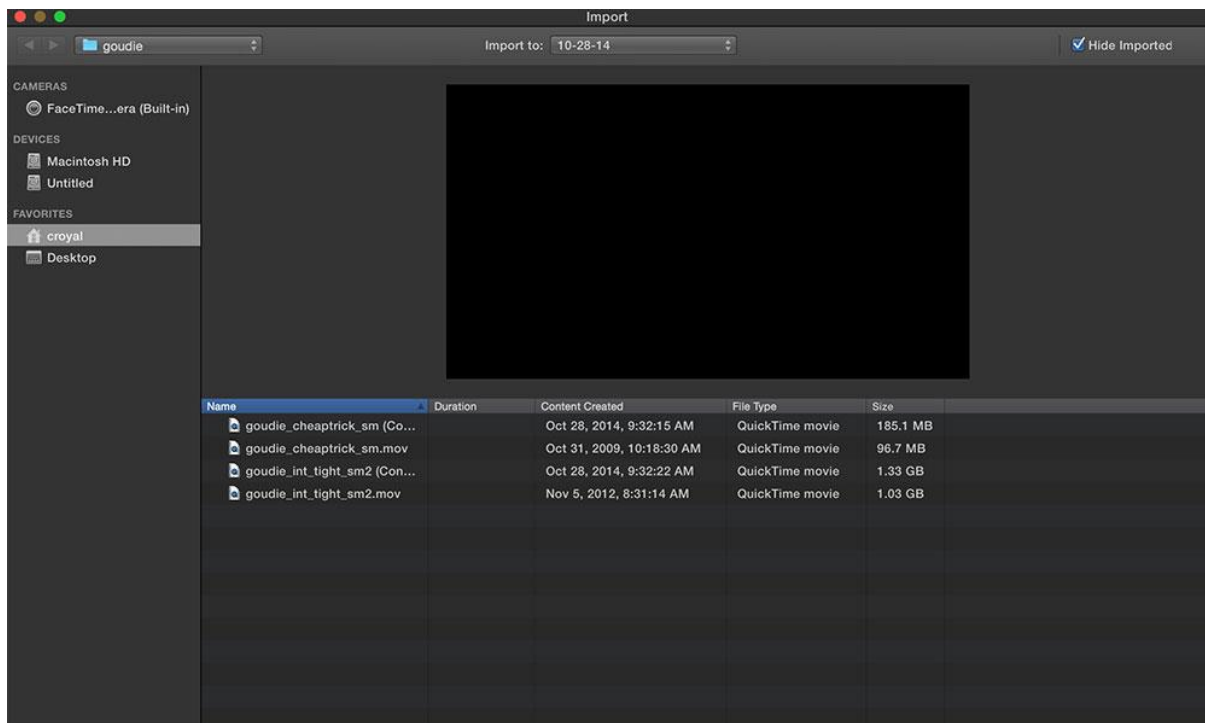 Import
goudie Import to: 10-28-14 Hide Imported
CAMERAS
FaceTime...era (Built-in)
DEVICES
Macintosh HD
Untitled
FAVORITES
croyal
Desktop
Name Duration Content Created File Type Size
goudie_cheaptrick_sm (Co... Oct 28, 2014, 9:32:15 AM QuickTime movie 185.1 MB
goudie_cheaptrick_sm.mov Oct 31, 2009, 10:18:30 AM QuickTime movie 96.7 MB
goudie_int_tight_sm2 (Con... Oct 28, 2014, 9:32:22 AM QuickTime movie 1.33 GB
goudie_int_tight_sm2.mov Nov 5, 2012, 8:31:14 AM QuickTime movie 1.03 GB